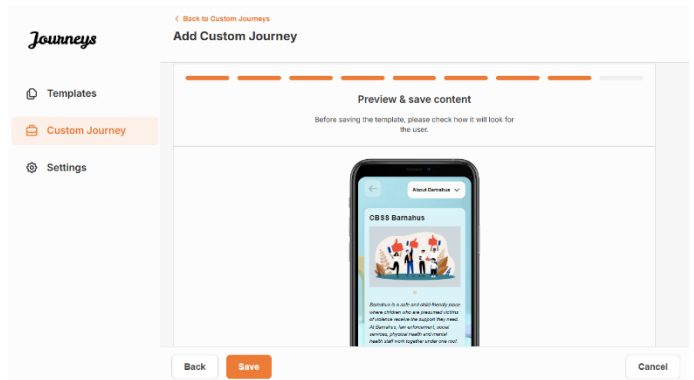 Journeys
Templates
Custom Journey
Settings
< Back to Custom Journeys
Add Custom Journey
Preview & save content
Before saving the template, please check how it will look for
the user.
About Barnahus
CBSS Barnahus
Barnahus is a safe and child-friendly place
where children who are presumed victims
of violence receive the support they need.
At Barnahus, law enforcement, social
services, physical health and mental
health staff work together under one roof.
Back
Save
Cancel